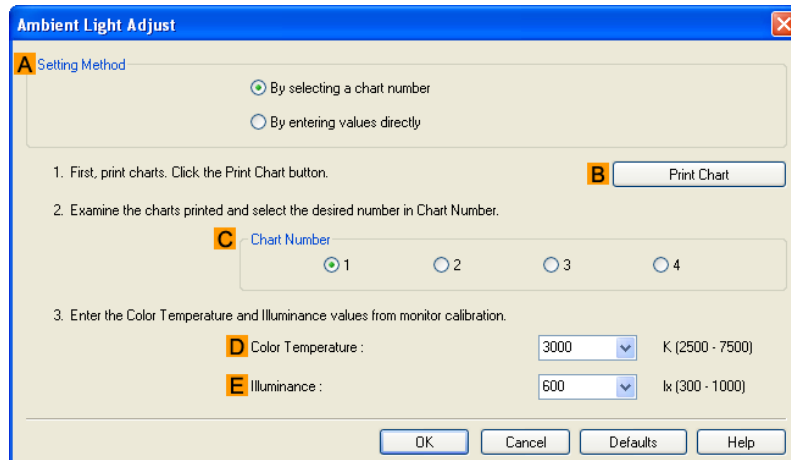 Ambient Light Adjust
A Setting Method
By selecting a chart number
By entering values directly
1. First, print charts. Click the Print Chart button.
B Print Chart
2. Examine the charts printed and select the desired number in Chart Number.
C Chart Number
1 2 3 4
3. Enter the Color Temperature and Illuminance values from monitor calibration.
D Color Temperature : 3000 K (2500 - 7500)
E Illuminance : 600 lx (300 - 1000)
OK Cancel Defaults Help